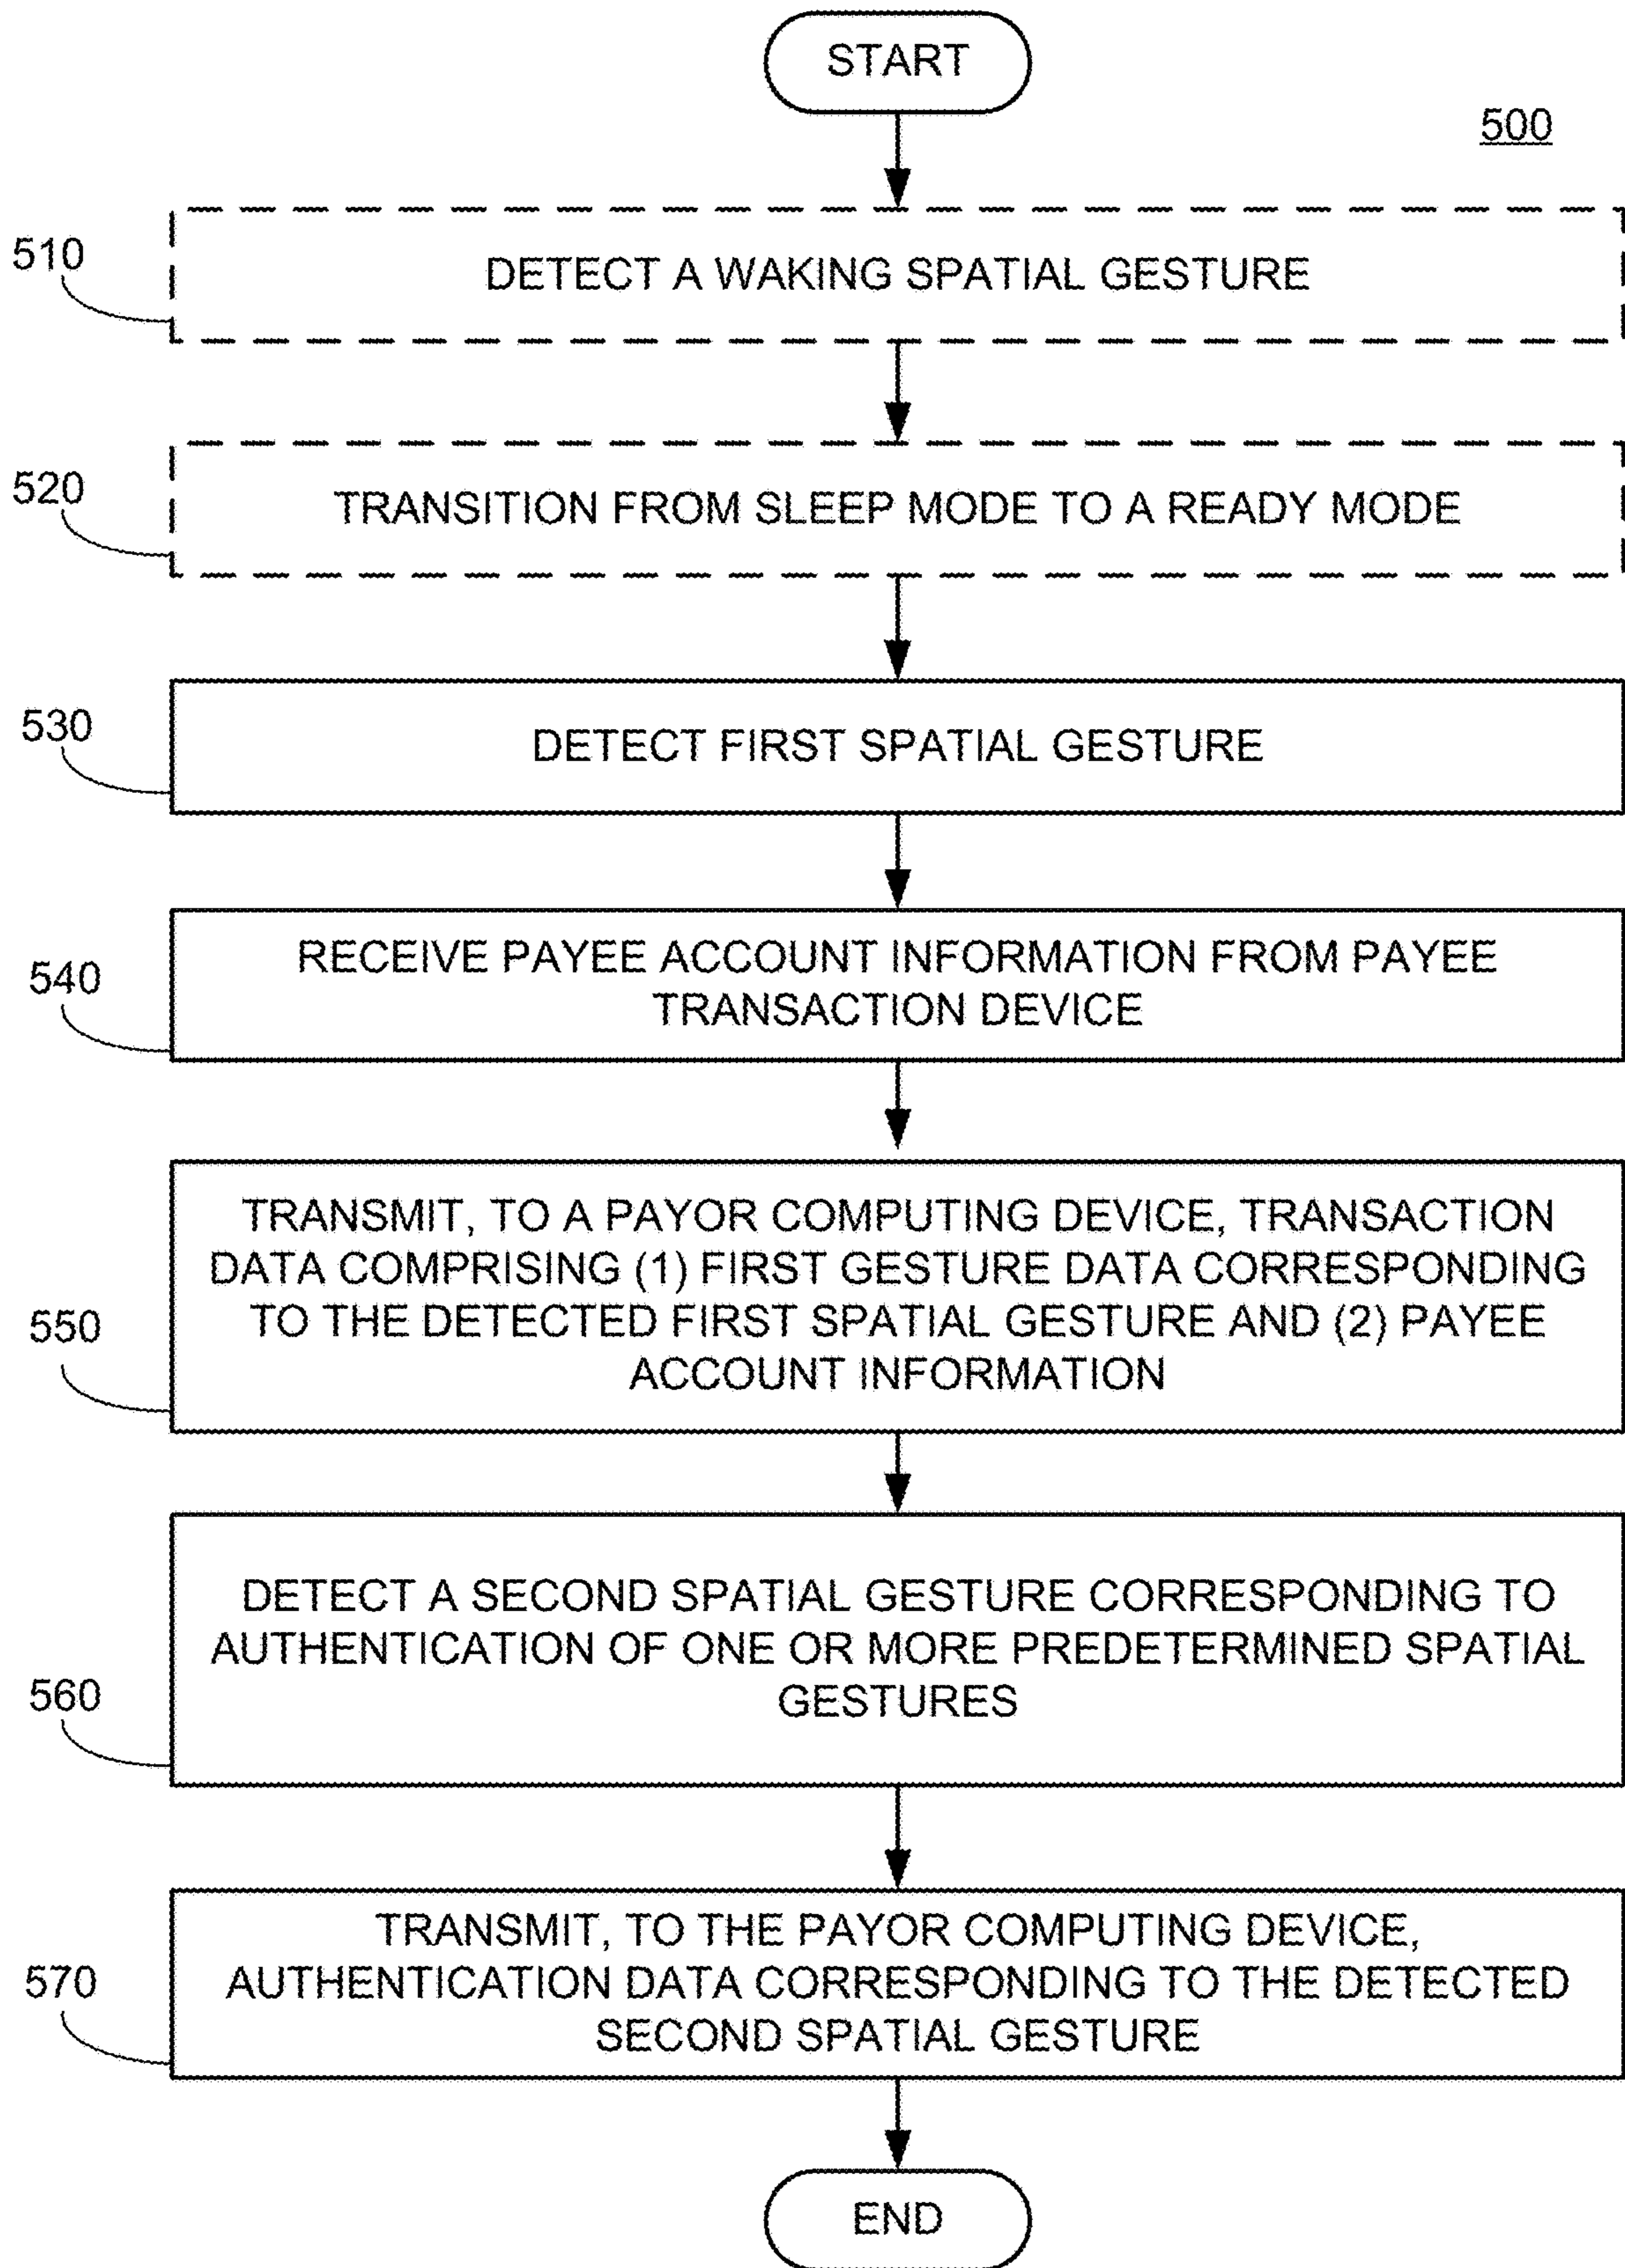 START
500
510
DETECT A WAKING SPATIAL GESTURE
520
TRANSITION FROM SLEEP MODE TO A READY MODE
530
DETECT FIRST SPATIAL GESTURE
540
RECEIVE PAYEE ACCOUNT INFORMATION FROM PAYEE
TRANSACTION DEVICE
550
TRANSMIT, TO A PAYOR COMPUTING DEVICE, TRANSACTION
DATA COMPRISING (1) FIRST GESTURE DATA CORRESPONDING
TO THE DETECTED FIRST SPATIAL GESTURE AND (2) PAYEE
ACCOUNT INFORMATION
560
DETECT A SECOND SPATIAL GESTURE CORRESPONDING TO
AUTHENTICATION OF ONE OR MORE PREDETERMINED SPATIAL
GESTURES
570
TRANSMIT, TO THE PAYOR COMPUTING DEVICE,
AUTHENTICATION DATA CORRESPONDING TO THE DETECTED
SECOND SPATIAL GESTURE
END